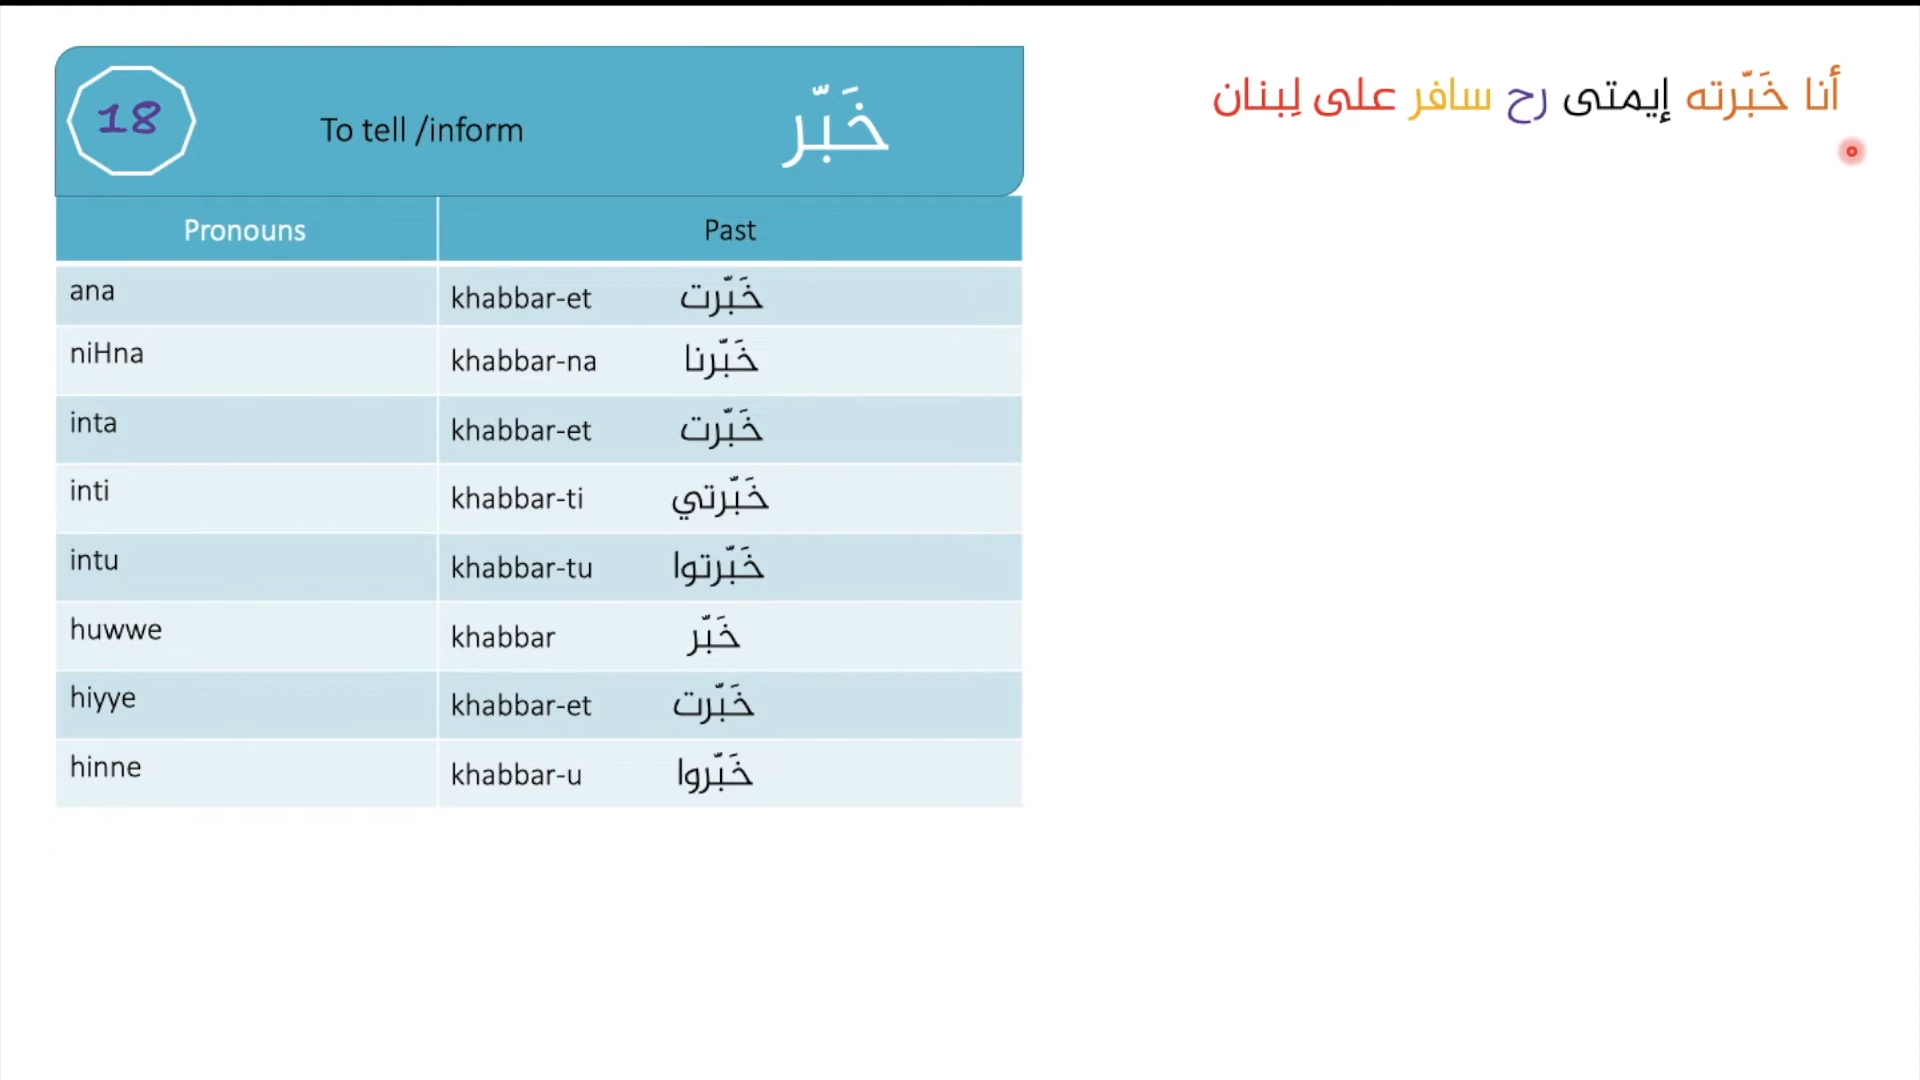 18 To tell /inform خَبّر
أنا خَبّرته إيمتى رح سافر على لِبنان
Pronouns Past
ana khabbar-et خَبّرت
niHna khabbar-na خَبّرنا
inta khabbar-et خَبّرت
inti khabbar-ti خَبّرتي
intu khabbar-tu خَبّرتوا
huwwe khabbar خَبّر
hiyye khabbar-et خَبّرت
hinne khabbar-u خَبّروا